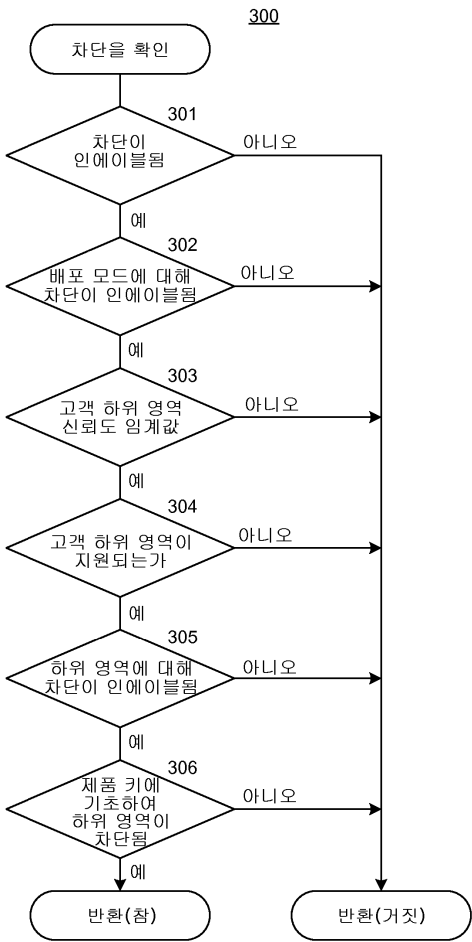 300
차단을 확인
301
차단이
인에이블됨
아니오
예
302
배포 모드에 대해
차단이 인에이블됨
아니오
예
303
고객 하위 영역
신뢰도 임계값
아니오
예
304
고객 하위 영역이
지원되는가
아니오
예
305
하위 영역에 대해
차단이 인에이블됨
아니오
예
306
제품 키에
기초하여
하위 영역이
차단됨
아니오
예
반환(참)
반환(거짓)